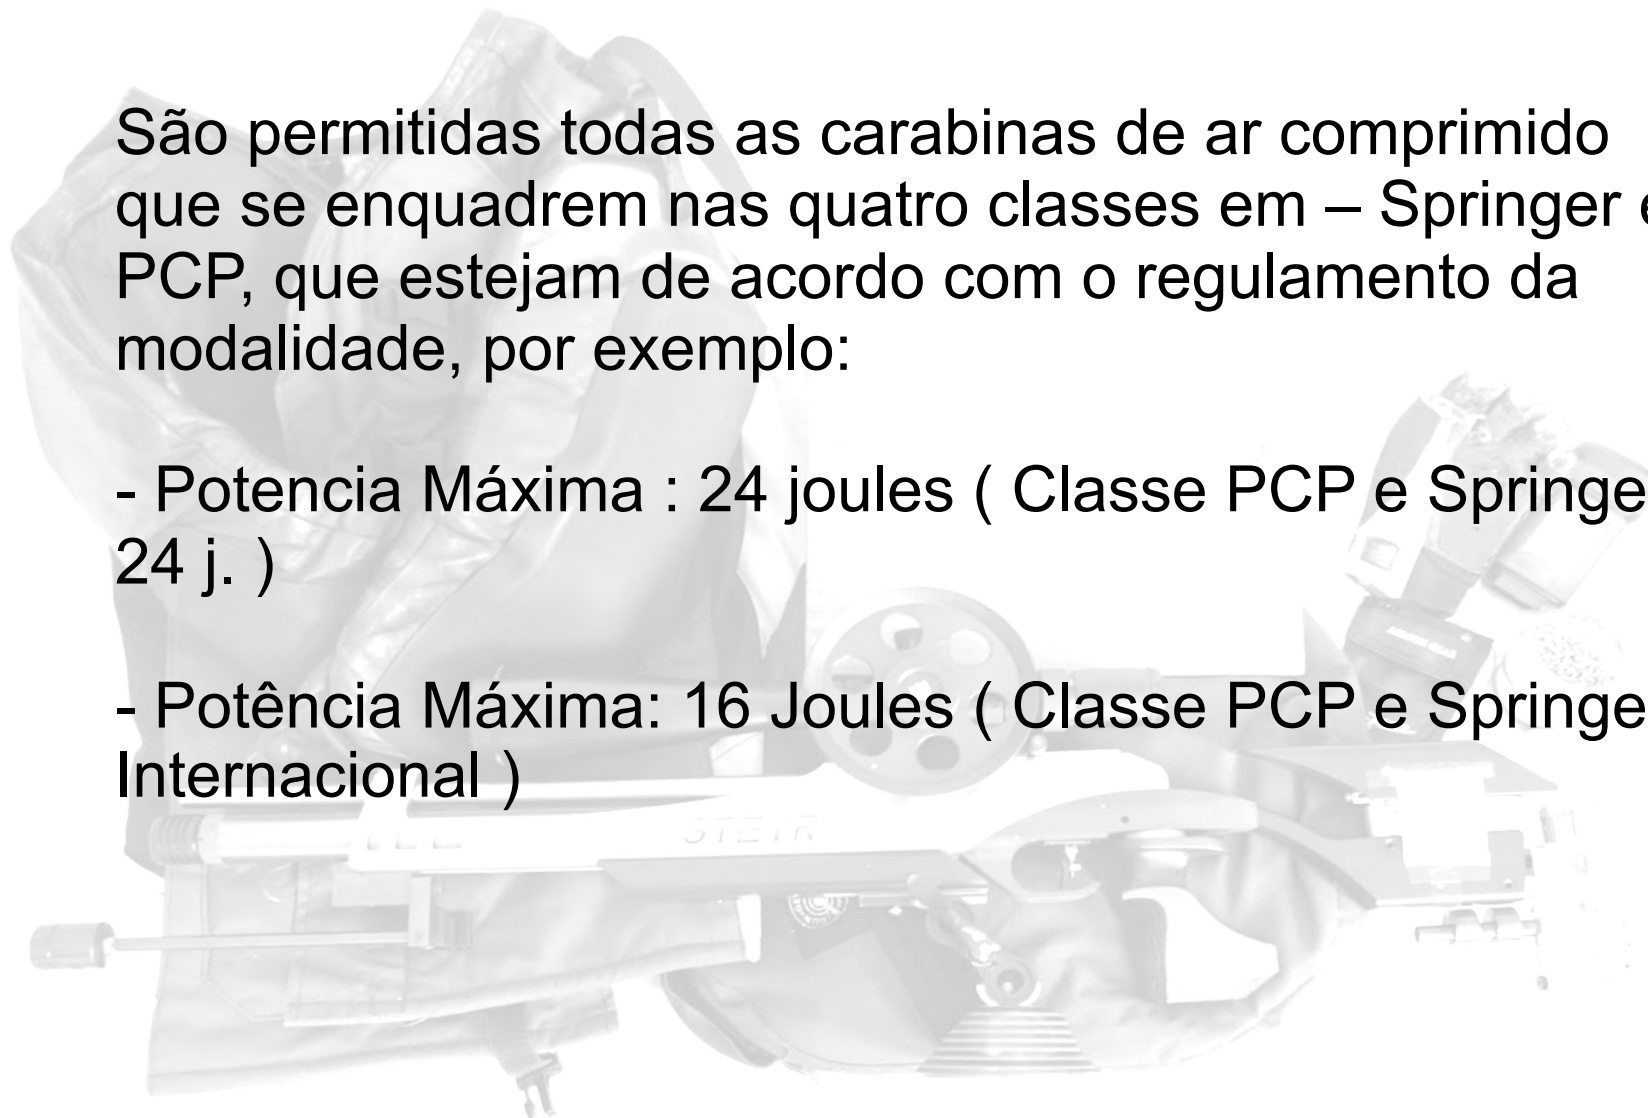 São permitidas todas as carabinas de ar comprimido
que se enquadrem nas quatro classes em – Springer e
PCP, que estejam de acordo com o regulamento da
modalidade, por exemplo:
- Potencia Máxima : 24 joules ( Classe PCP e Springe
24 j. )
- Potência Máxima: 16 Joules ( Classe PCP e Springe
Internacional )
STEYR